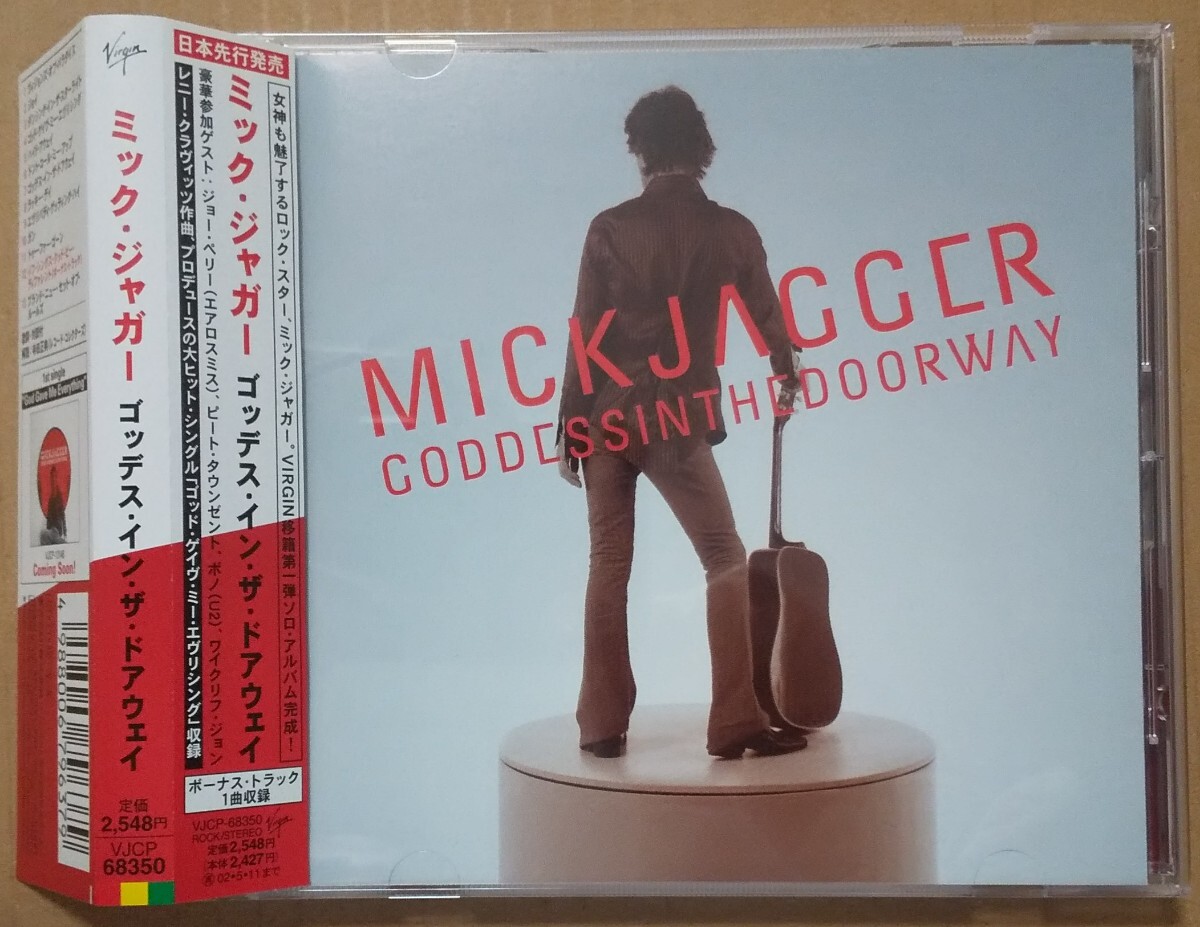 Virgin
ミック・ジャガー ゴッデス・イン・ザ・ドアウェイ
定価
2,548円
VJCP
68350
1st single
"God Gave Me Everything"
Coming Soon!
4 988006 796379
日本先行発売
女神も魅了するロック・スター、ミック・ジャガー。VIRGIN移籍第一弾ソロ・アルバム完成!
ミック・ジャガー ゴッデス・イン・ザ・ドアウェイ
豪華参加ゲスト:ジョー・ペリー(エアロスミス)、ピート・タウンゼント、ボノ(U2)、ワイクリフ・ジョン
レニー・クラヴィッツ作曲、プロデュースの大ヒット・シングル「ゴッド・ゲイヴ・ミー・エヴリシング」収録
ボーナス・トラック
1曲収録
VJCP-68350
Virgin
ROCK/STEREO
定価2,548円
(本体2,427円)
02・5・11まで
MICK JAGGER
GODDESSINTHEDOORWAY